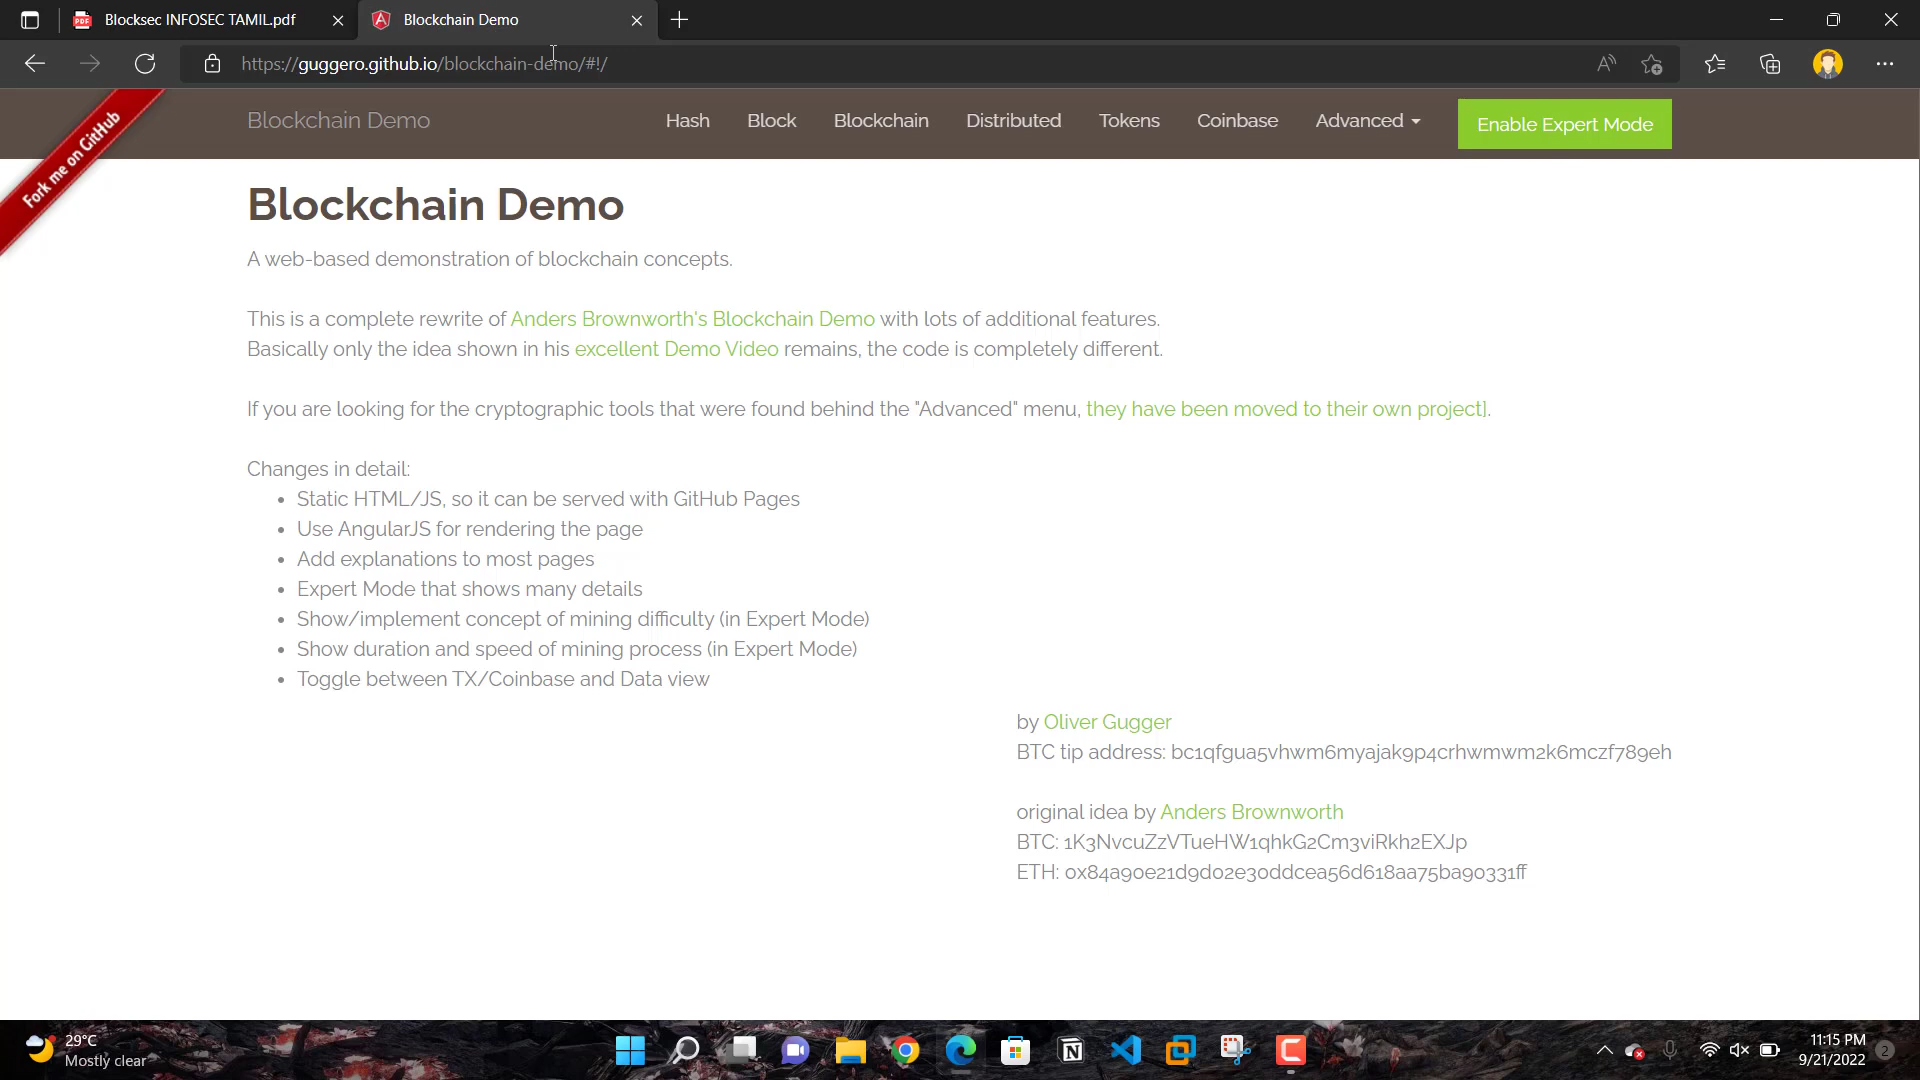 Blocksec INFOSEC TAMIL.pdf
Blockchain Demo
https://guggero.github.io/blockchain-demo/#!/
Fork me on GitHub
Blockchain Demo
Hash
Block
Blockchain
Distributed
Tokens
Coinbase
Advanced
Enable Expert Mode
Blockchain Demo
A web-based demonstration of blockchain concepts.
This is a complete rewrite of Anders Brownworth's Blockchain Demo with lots of additional features.
Basically only the idea shown in his excellent Demo Video remains, the code is completely different.
If you are looking for the cryptographic tools that were found behind the "Advanced" menu, they have been moved to their own project].
Changes in detail:
• Static HTML/JS, so it can be served with GitHub Pages
• Use AngularJS for rendering the page
• Add explanations to most pages
• Expert Mode that shows many details
• Show/implement concept of mining difficulty (in Expert Mode)
• Show duration and speed of mining process (in Expert Mode)
• Toggle between TX/Coinbase and Data view
by Oliver Gugger
BTC tip address: bc1qfgua5vhwm6myajak9p4crhwmwm2k6mczf789eh
original idea by Anders Brownworth
BTC: 1K3NvcuZzVTueHW1qhkG2Cm3viRkh2EXJp
ETH: 0x84a90e21d9d02e30ddcea56d618aa75ba90331ff
29°C
Mostly clear
11:15 PM
9/21/2022
2